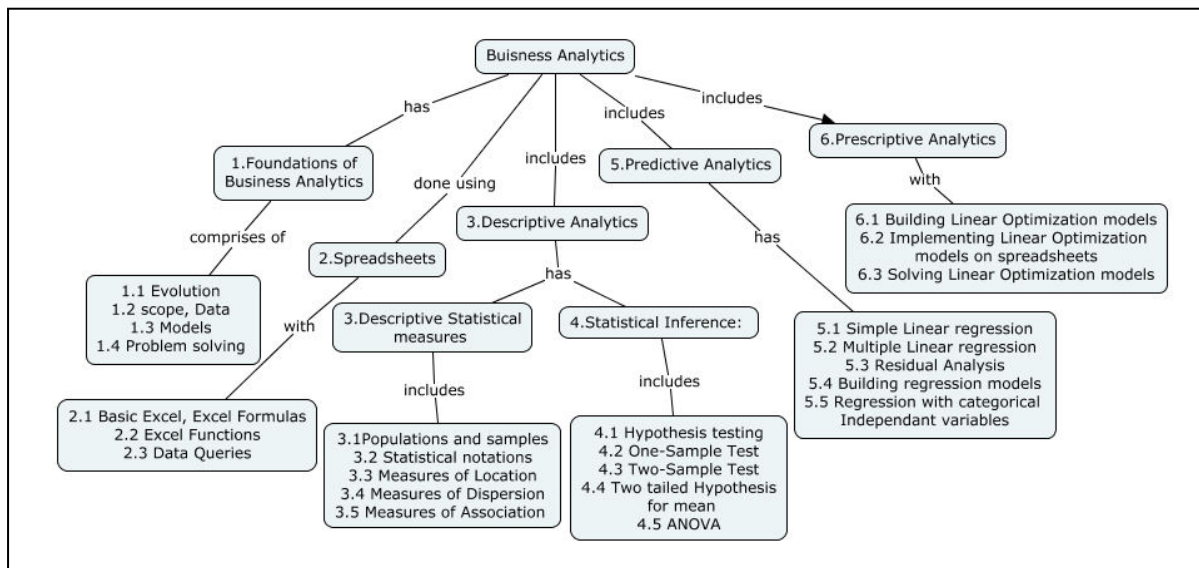 Buisness Analytics
has
includes
includes
includes
done using
1.Foundations of
Business Analytics
5.Predictive Analytics
6.Prescriptive Analytics
with
comprises of
2.Spreadsheets
3.Descriptive Analytics
has
has
6.1 Building Linear Optimization models
6.2 Implementing Linear Optimization
models on spreadsheets
6.3 Solving Linear Optimization models
1.1 Evolution
1.2 scope, Data
1.3 Models
1.4 Problem solving
with
3.Descriptive Statistical
measures
4.Statistical Inference:
5.1 Simple Linear regression
5.2 Multiple Linear regression
5.3 Residual Analysis
5.4 Building regression models
5.5 Regression with categorical
Independant variables
includes
includes
2.1 Basic Excel, Excel Formulas
2.2 Excel Functions
2.3 Data Queries
3.1Populations and samples
3.2 Statistical notations
3.3 Measures of Location
3.4 Measures of Dispersion
3.5 Measures of Association
4.1 Hypothesis testing
4.2 One-Sample Test
4.3 Two-Sample Test
4.4 Two tailed Hypothesis
for mean
4.5 ANOVA